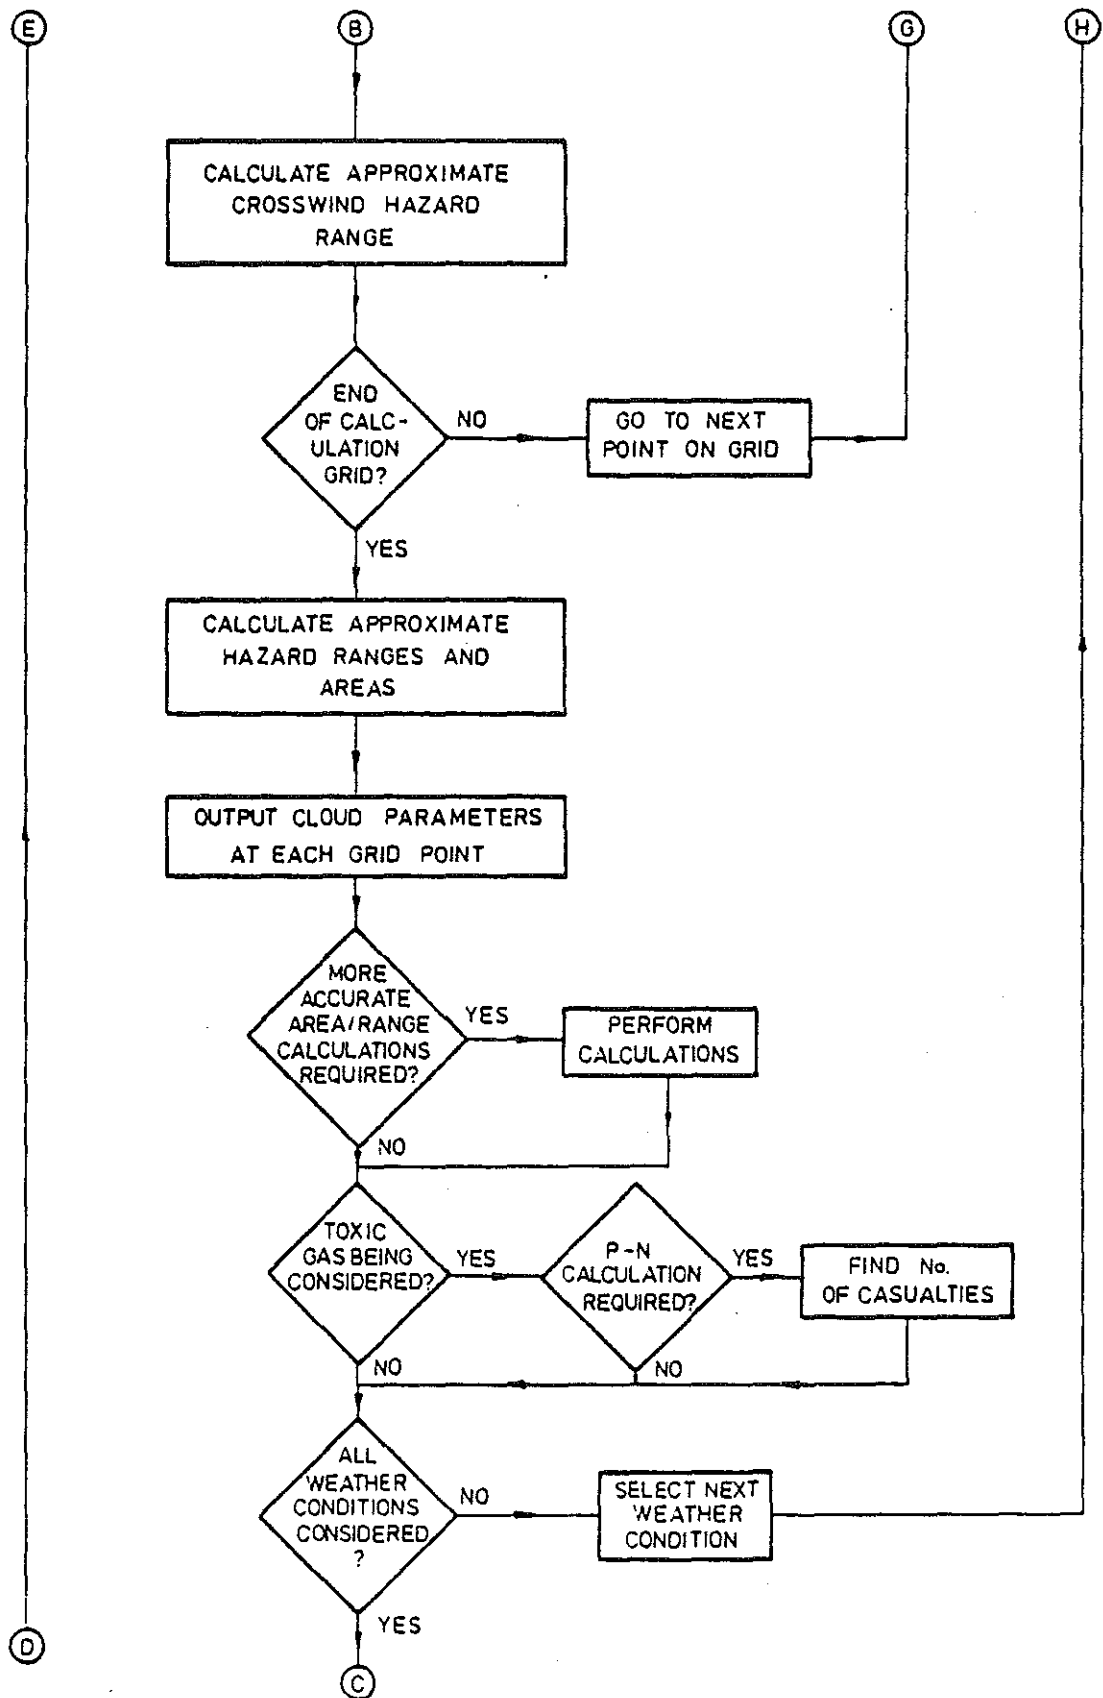 E
B
G
H
CALCULATE APPROXIMATE
CROSSWIND HAZARD
RANGE
END
OF CALC-
ULATION
GRID?
NO
GO TO NEXT
POINT ON GRID
YES
CALCULATE APPROXIMATE
HAZARD RANGES AND
AREAS
OUTPUT CLOUD PARAMETERS
AT EACH GRID POINT
MORE
ACCURATE
AREA/RANGE
CALCULATIONS
REQUIRED?
YES
PERFORM
CALCULATIONS
NO
TOXIC
GAS BEING
CONSIDERED?
YES
P-N
CALCULATION
REQUIRED?
YES
FIND No.
OF CASUALTIES
NO
NO
ALL
WEATHER
CONDITIONS
CONSIDERED
?
NO
SELECT NEXT
WEATHER
CONDITION
YES
D
C